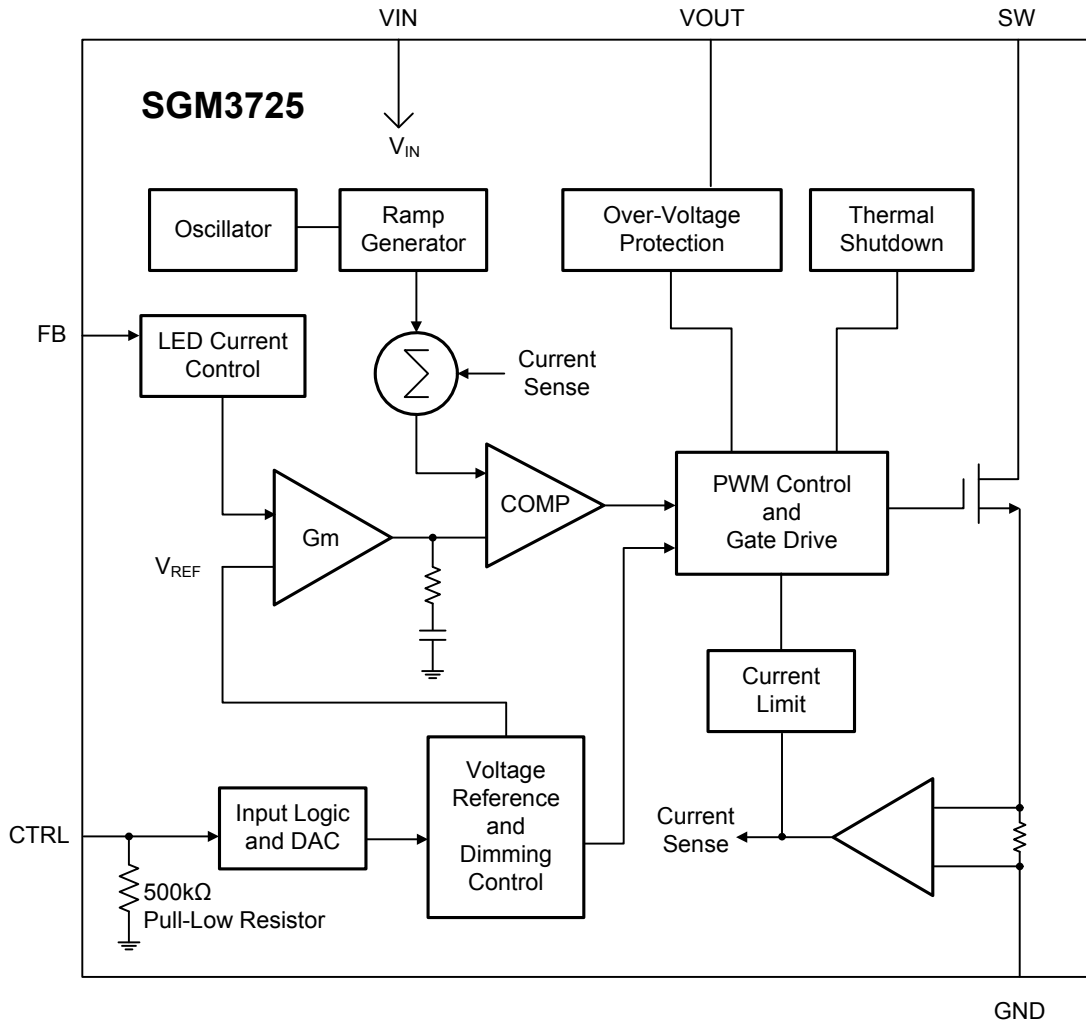 VIN
VOUT
SW
SGM3725
VIN
Oscillator
Ramp
Generator
Over-Voltage
Protection
Thermal
Shutdown
FB
LED Current
Control
∑
Current
Sense
Gm
COMP
PWM Control
and
Gate Drive
VREF
Current
Limit
CTRL
Input Logic
and DAC
Voltage
Reference
and
Dimming
Control
Current
Sense
500kΩ
Pull-Low Resistor
GND